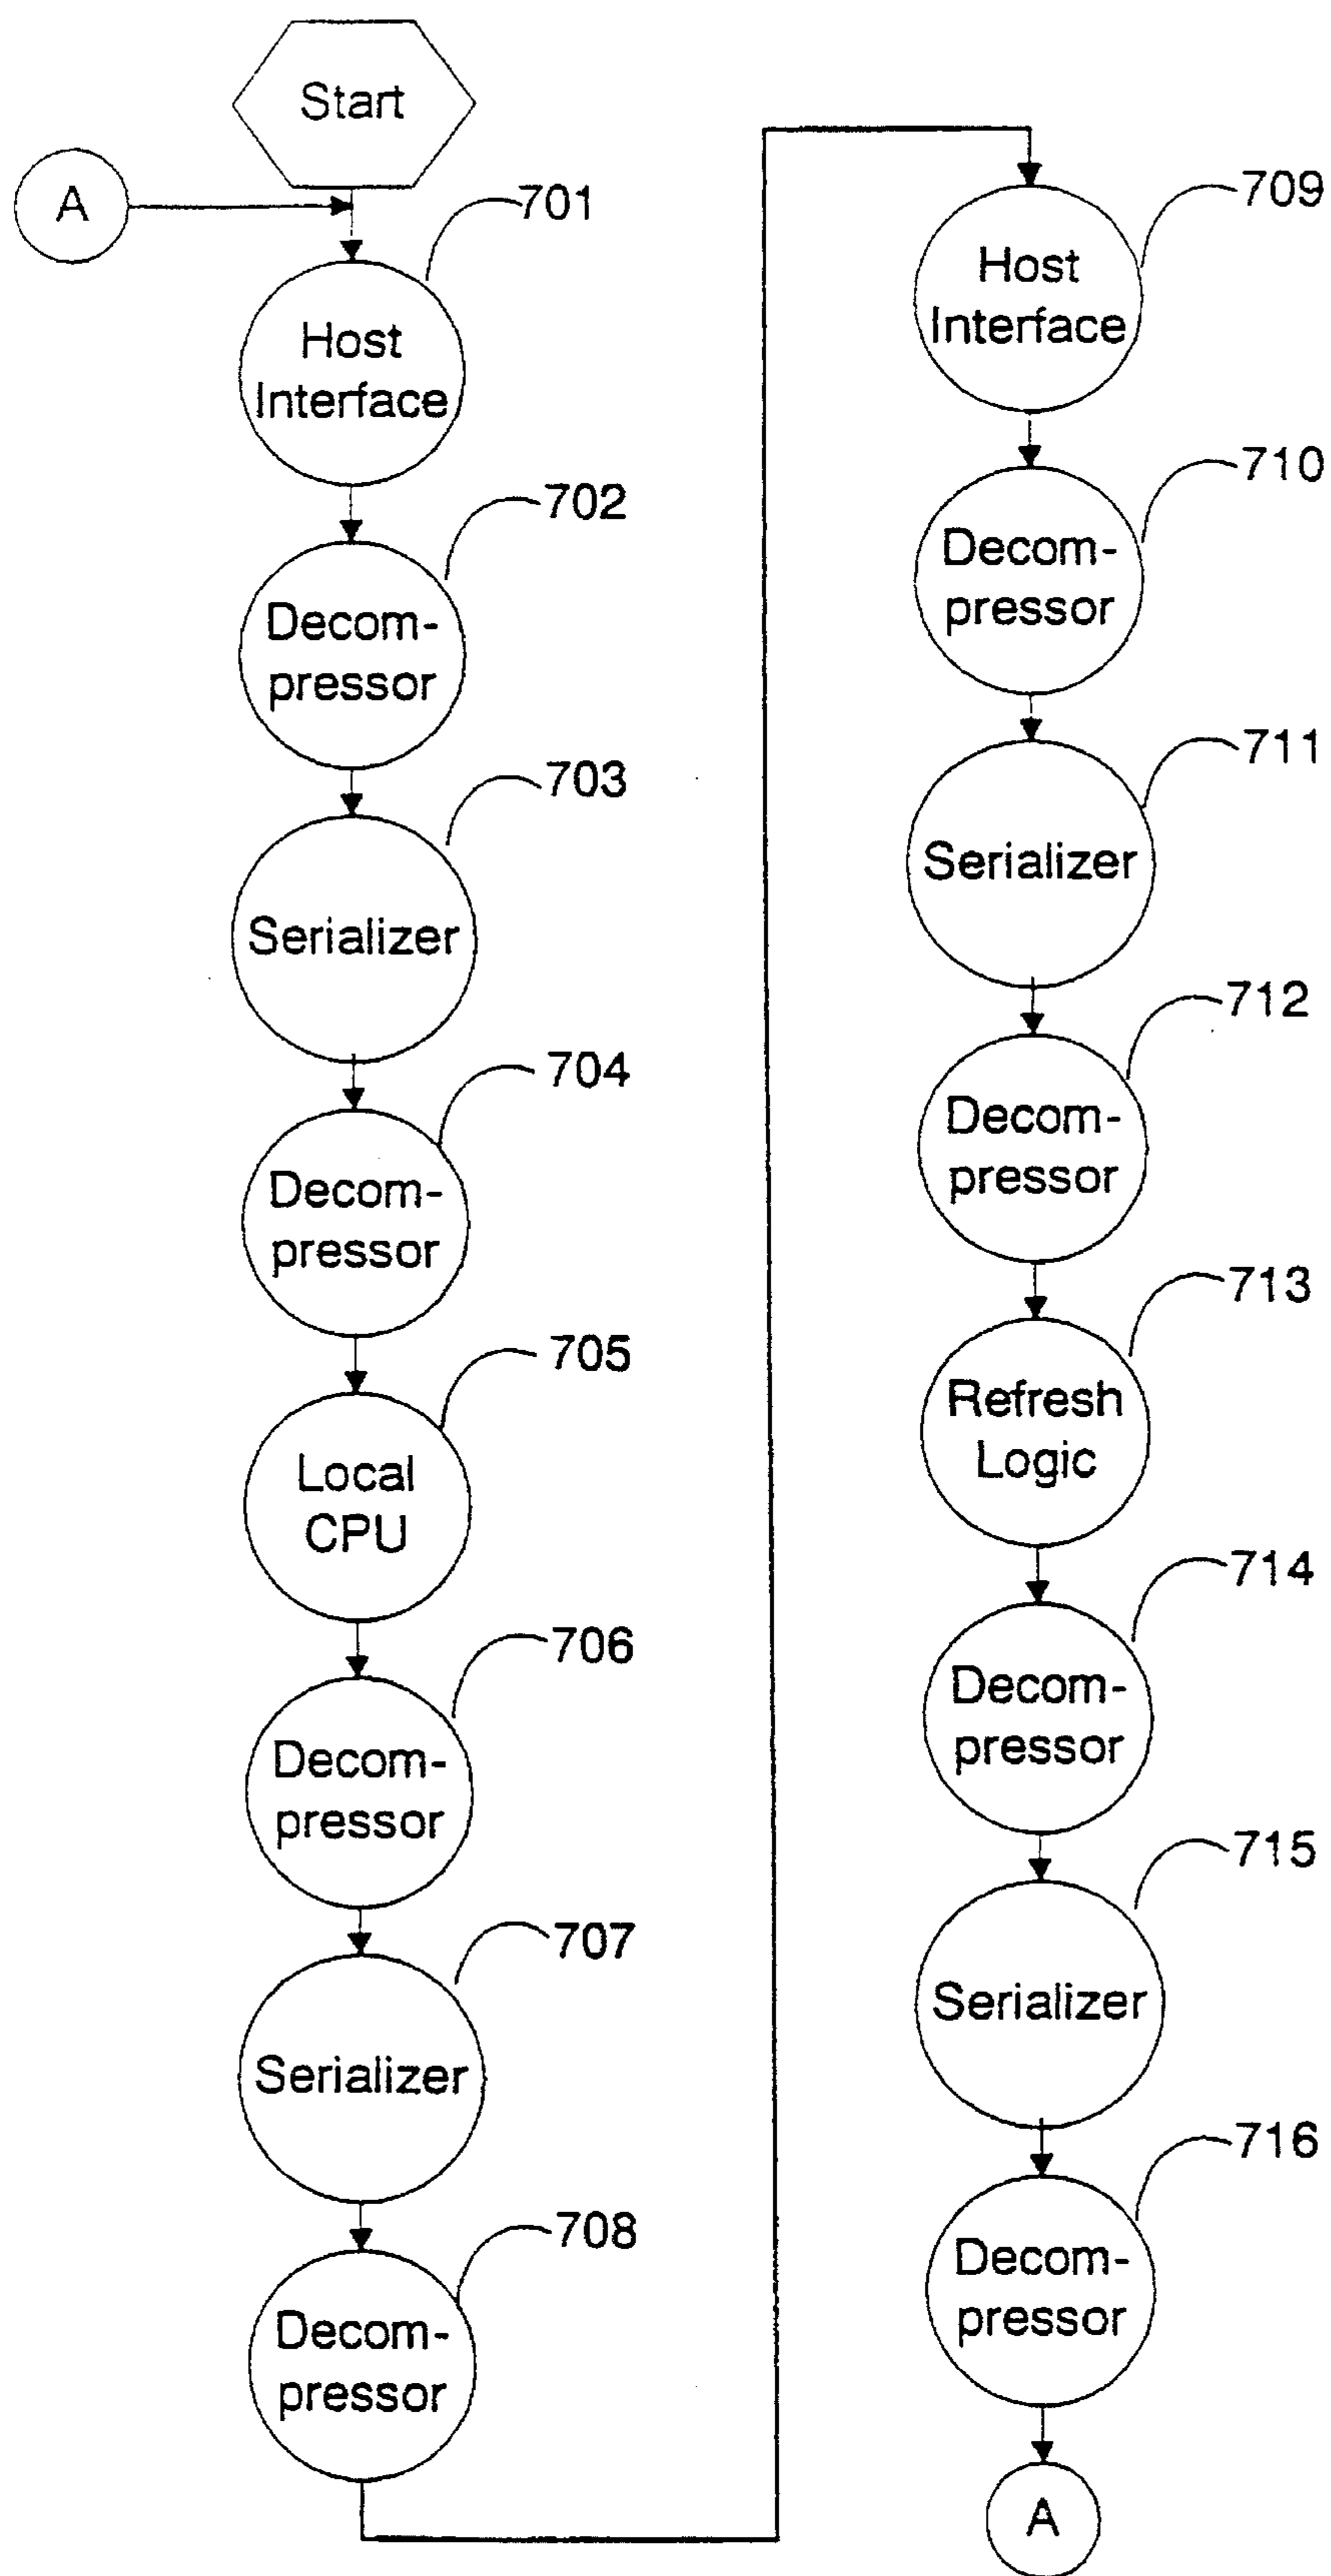 Start
A
701
Host
Interface
702
Decom-
pressor
703
Serializer
704
Decom-
pressor
705
Local
CPU
706
Decom-
pressor
707
Serializer
708
Decom-
pressor
709
Host
Interface
710
Decom-
pressor
711
Serializer
712
Decom-
pressor
713
Refresh
Logic
714
Decom-
pressor
715
Serializer
716
Decom-
pressor
A